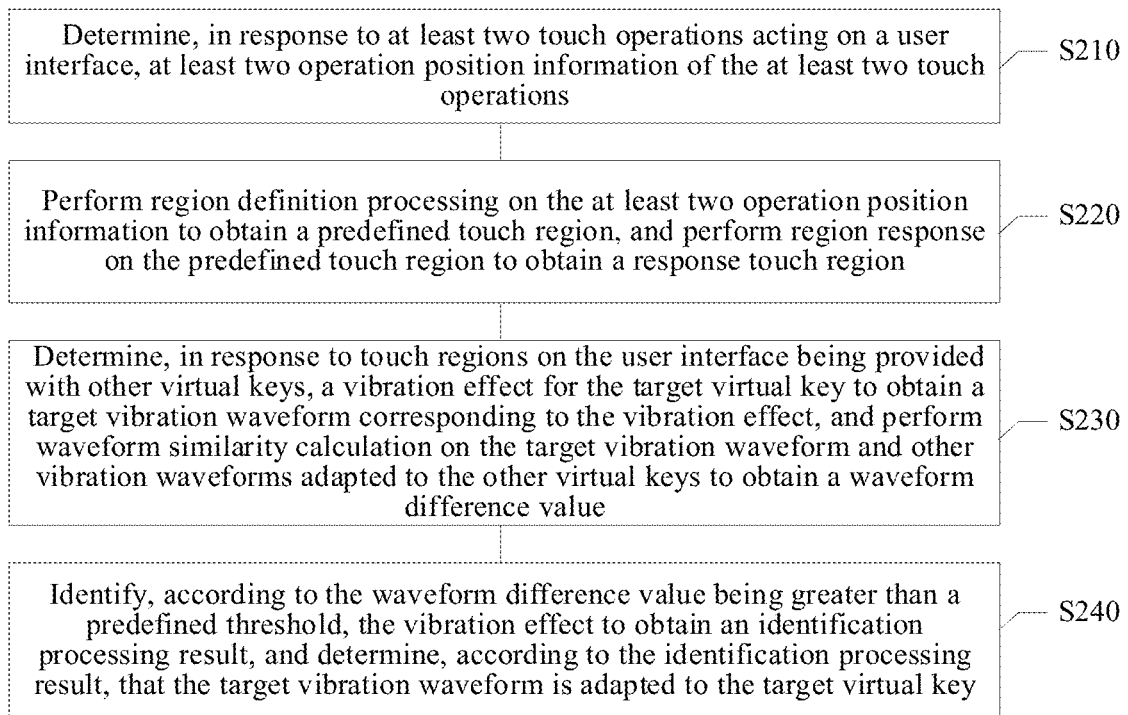 Determine, in response to at least two touch operations acting on a user
interface, at least two operation position information of the at least two touch
operations
S210
Perform region definition processing on the at least two operation position
information to obtain a predefined touch region, and perform region response
on the predefined touch region to obtain a response touch region
S220
Determine, in response to touch regions on the user interface being provided
with other virtual keys, a vibration effect for the target virtual key to obtain a
target vibration waveform corresponding to the vibration effect, and perform
waveform similarity calculation on the target vibration waveform and other
vibration waveforms adapted to the other virtual keys to obtain a waveform
difference value
S230
Identify, according to the waveform difference value being greater than a
predefined threshold, the vibration effect to obtain an identification
processing result, and determine, according to the identification processing
result, that the target vibration waveform is adapted to the target virtual key
S240